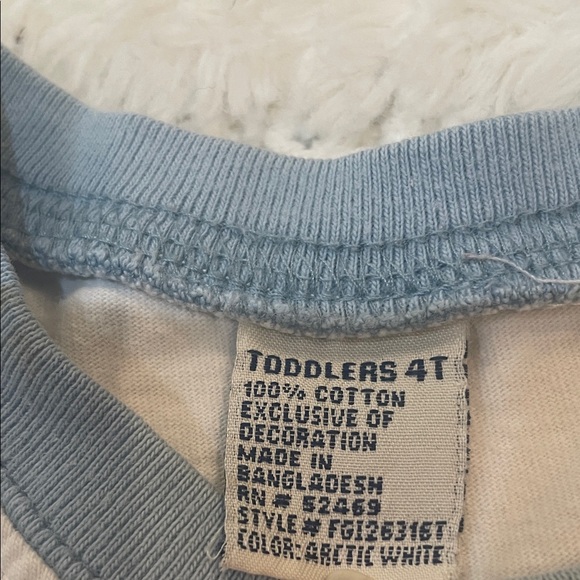 TODDLERS 4T
100% COTTON
EXCLUSIVE OF
DECORATION
MADE IN
BANGLADESH
RN # 52469
STYLE # FG126316T
COLOR: ARCTIC WHITE